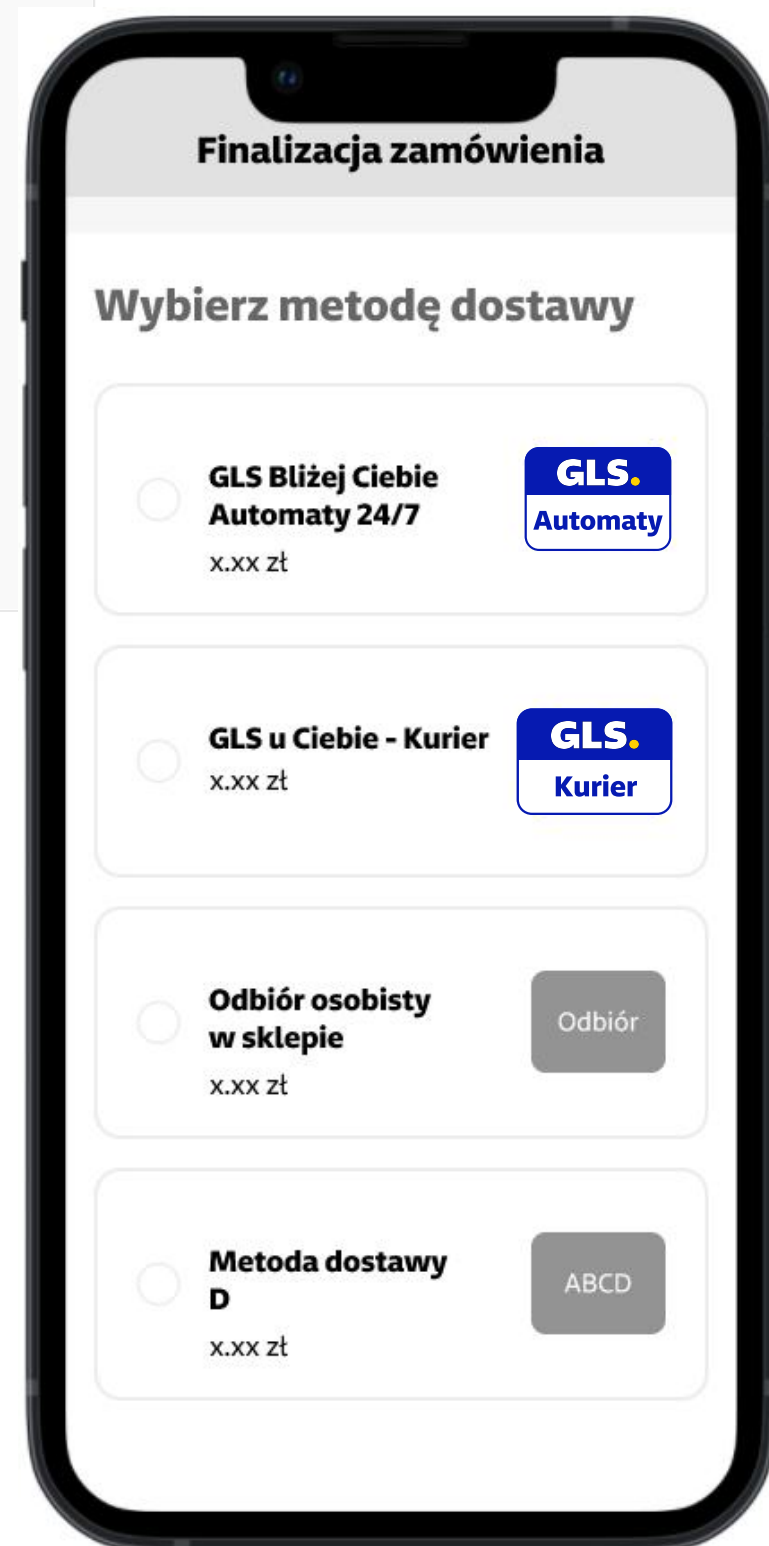 Finalizacja zamówienia
Wybierz metodę dostawy
GLS Bliżej Ciebie
Automaty 24/7
x.xx zł
GLS.
Automaty
GLS u Ciebie - Kurier
x.xx zł
GLS.
Kurier
Odbiór osobisty
w sklepie
x.xx zł
Odbiór
Metoda dostawy
D
x.xx zł
ABCD